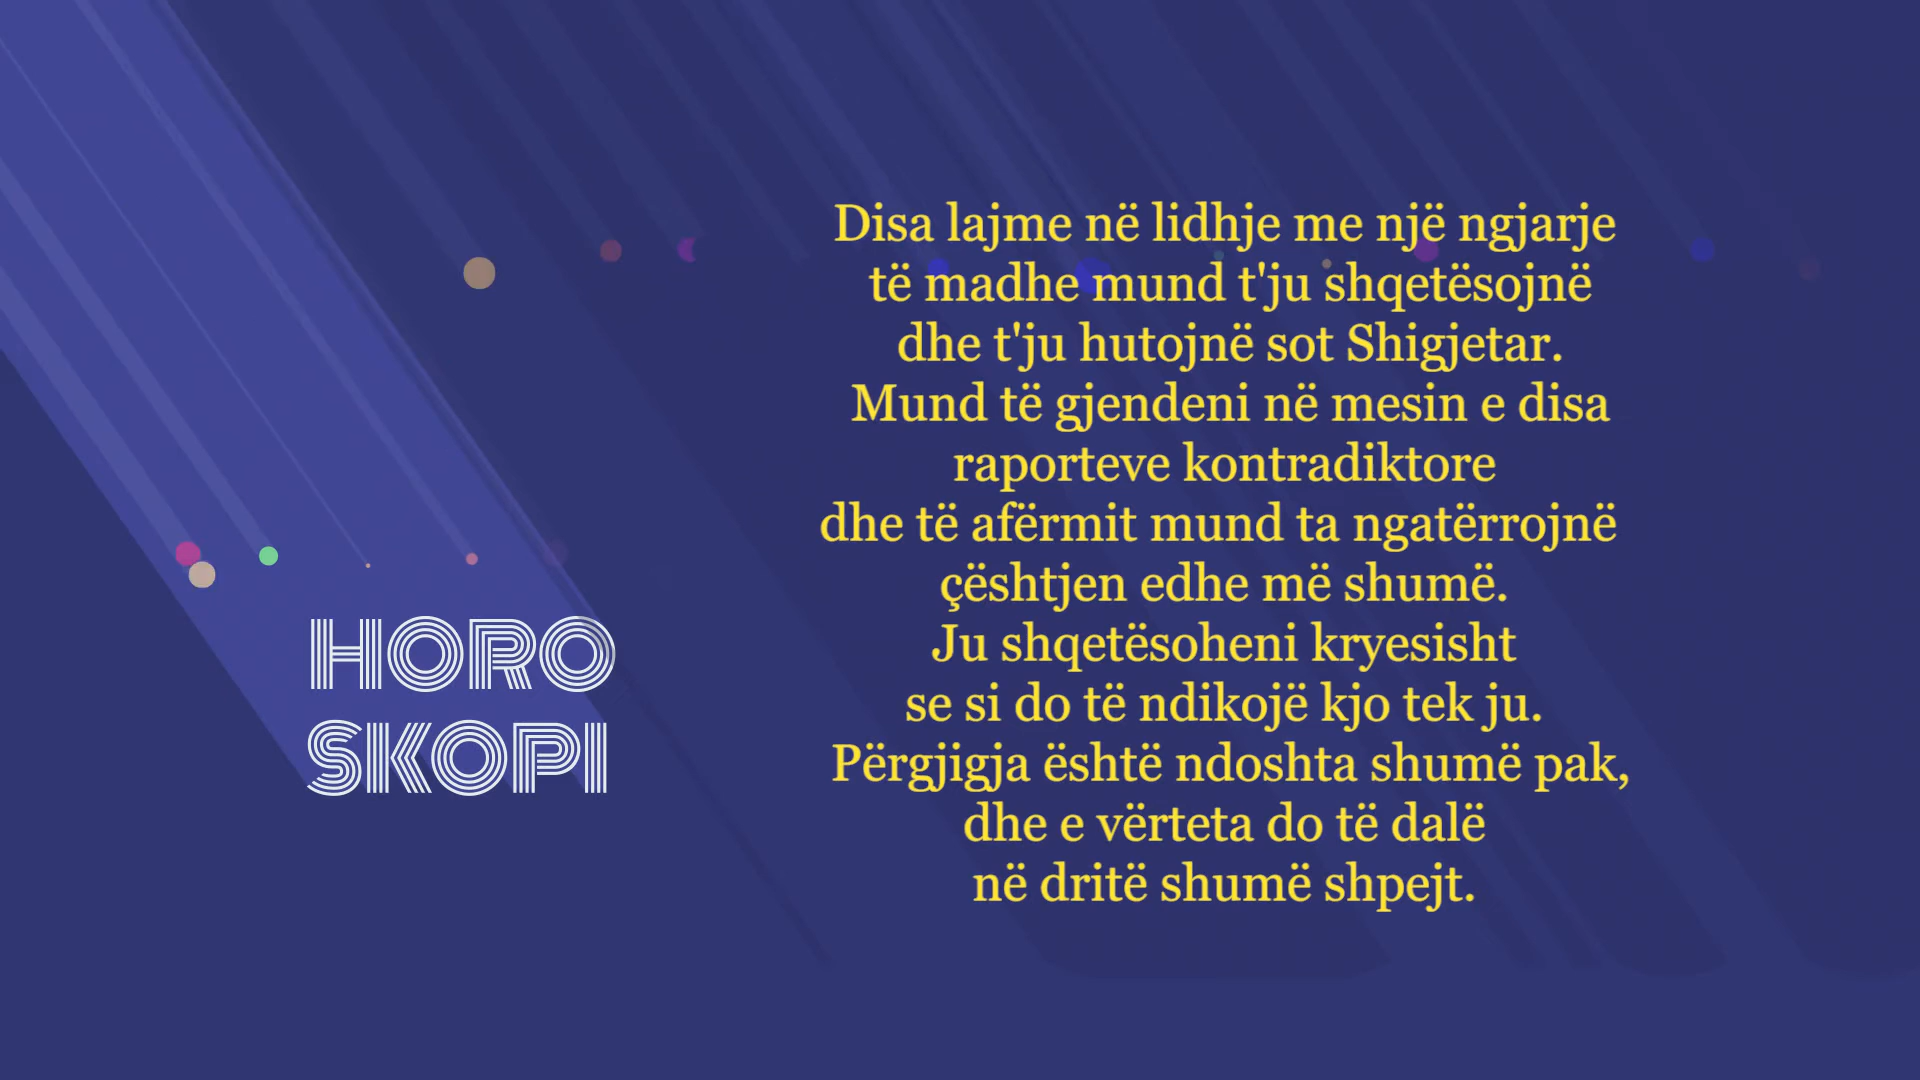 HORO
SKOPI
Disa lajme në lidhje me një ngjarje
të madhe mund t'ju shqetësojnë
dhe t'ju hutojnë sot Shigjetar.
Mund të gjendeni në mesin e disa
raporteve kontradiktore
dhe të afërmit mund ta ngatërrojnë
çështjen edhe më shumë.
Ju shqetësoheni kryesisht
se si do të ndikojë kjo tek ju.
Përgjigja është ndoshta shumë pak,
dhe e vërteta do të dalë
në dritë shumë shpejt.